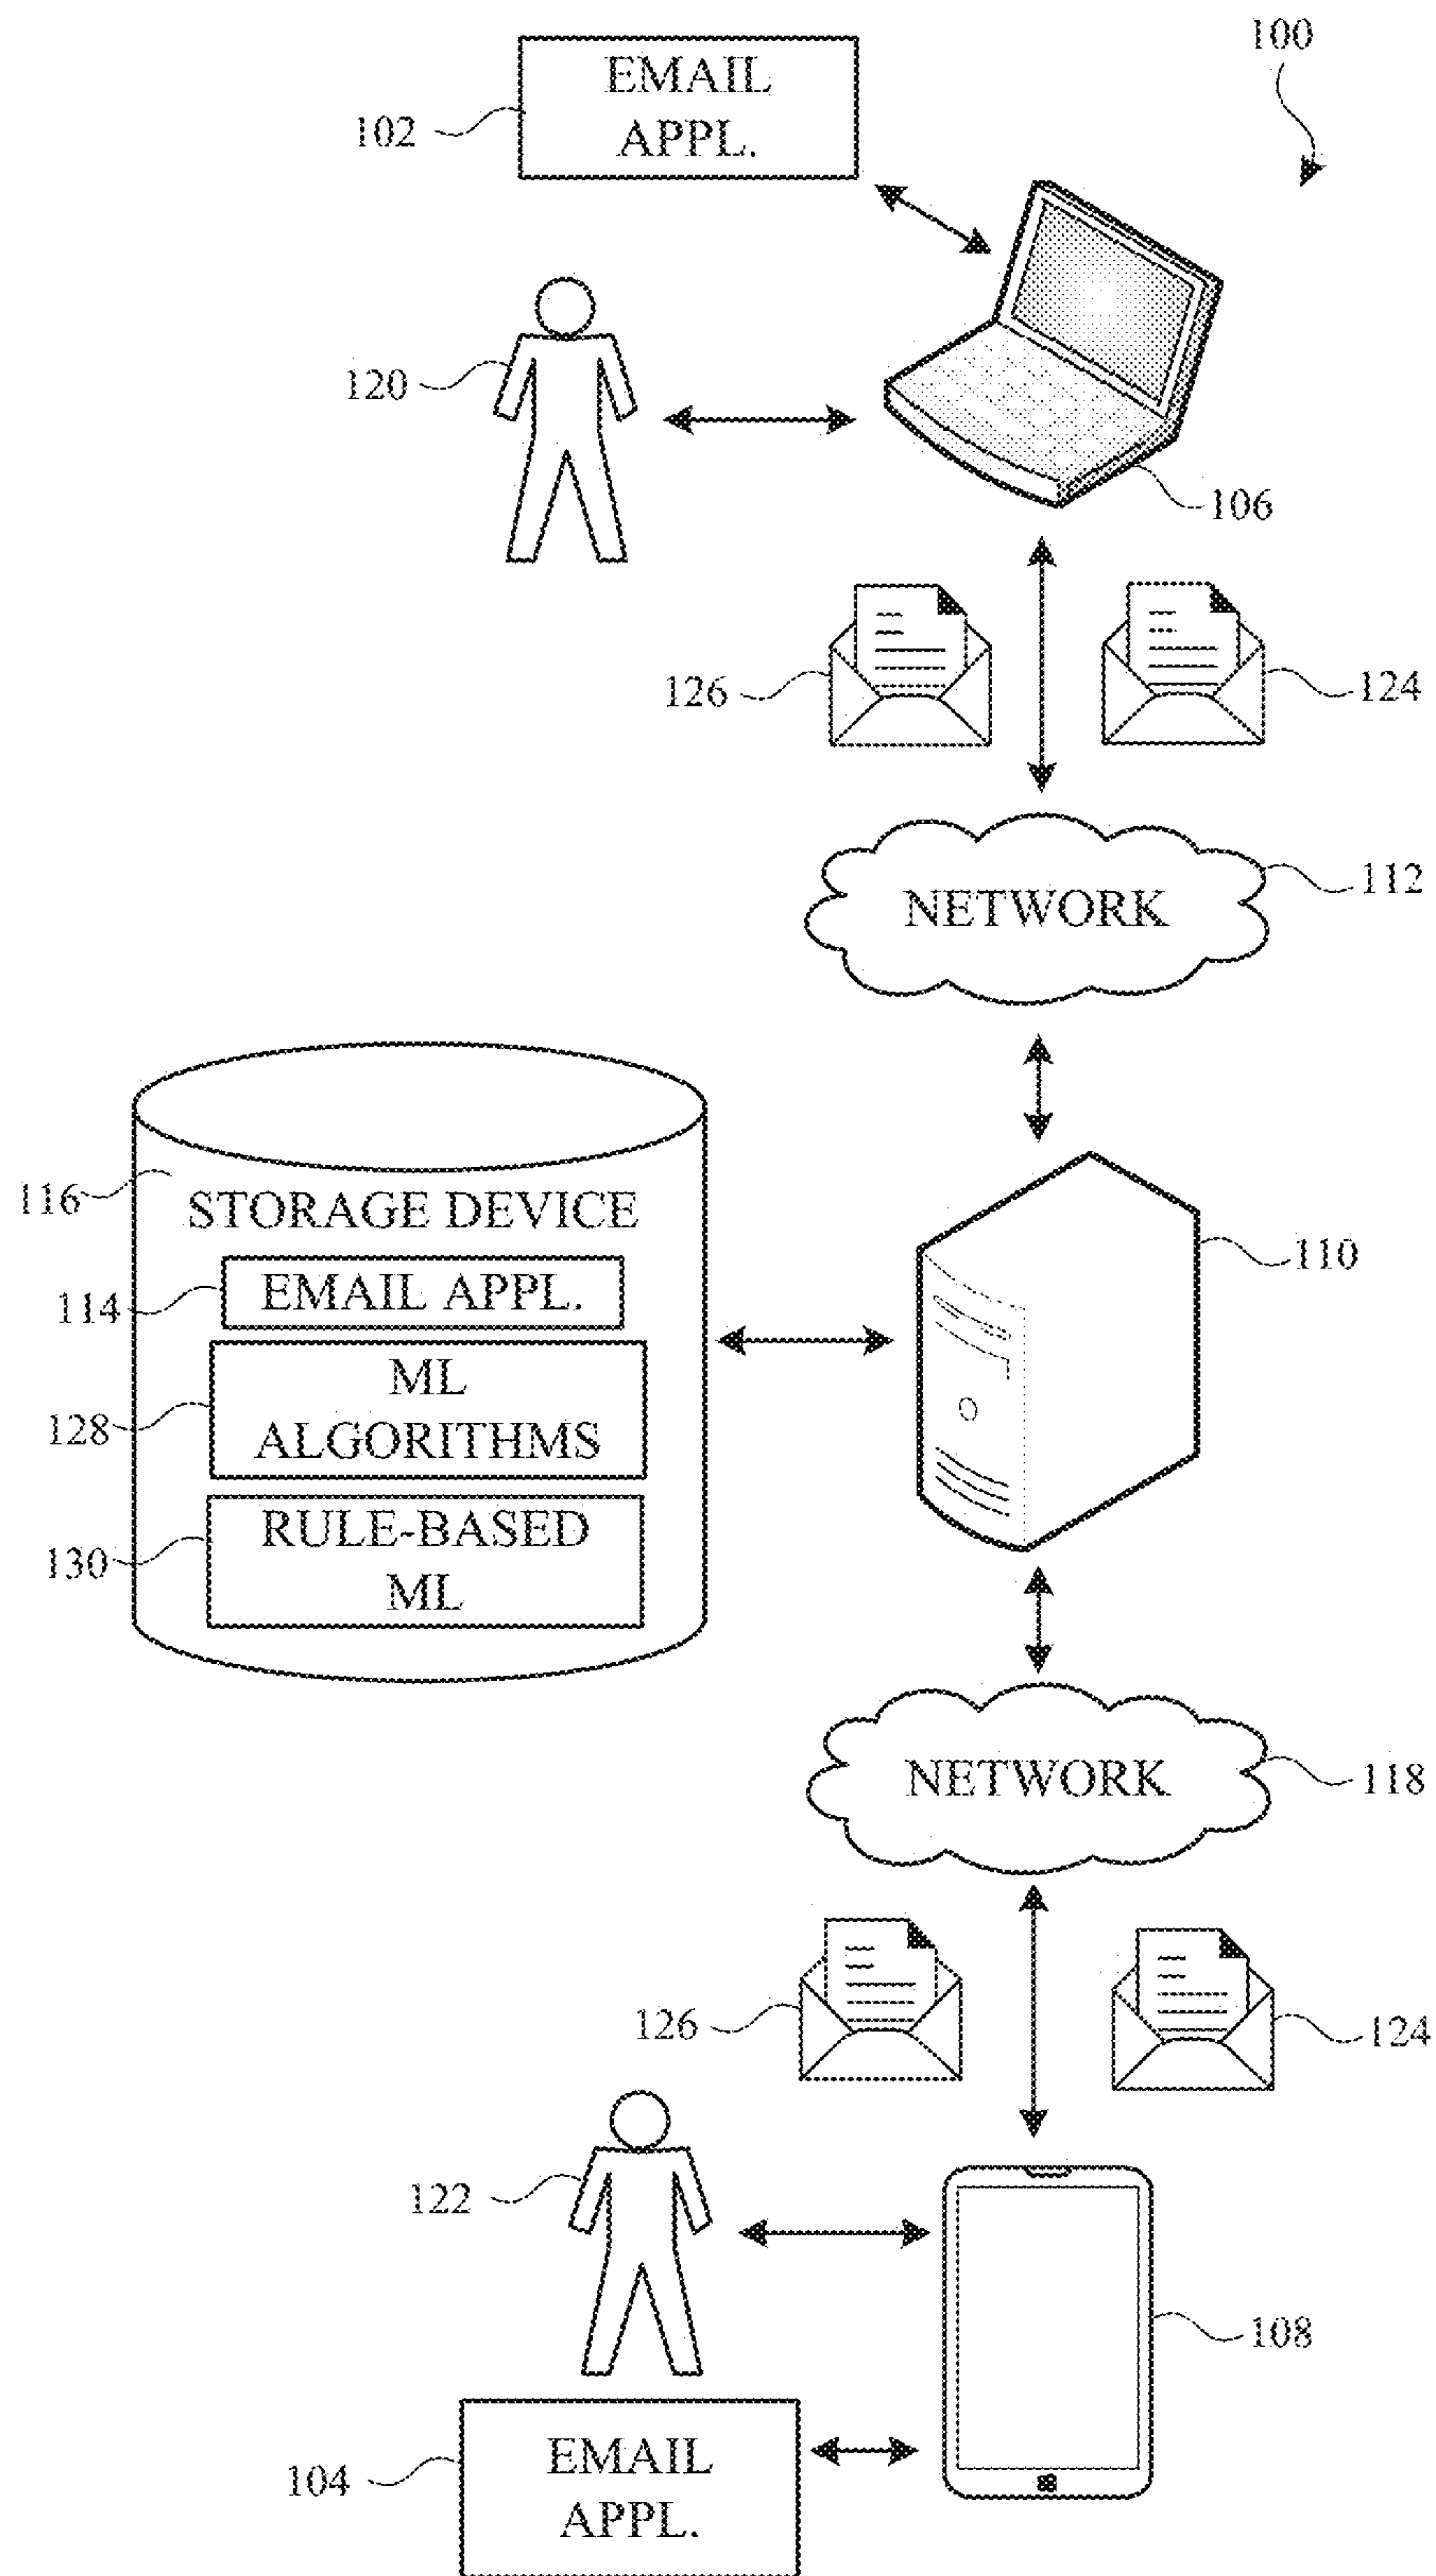 100
EMAIL
APPL.
102
120
106
126
124
NETWORK
112
116
STORAGE DEVICE
110
114
EMAIL APPL.
ML
128
ALGORITHMS
RULE-BASED
130
ML
NETWORK
118
126
124
122
108
EMAIL
104
APPL.